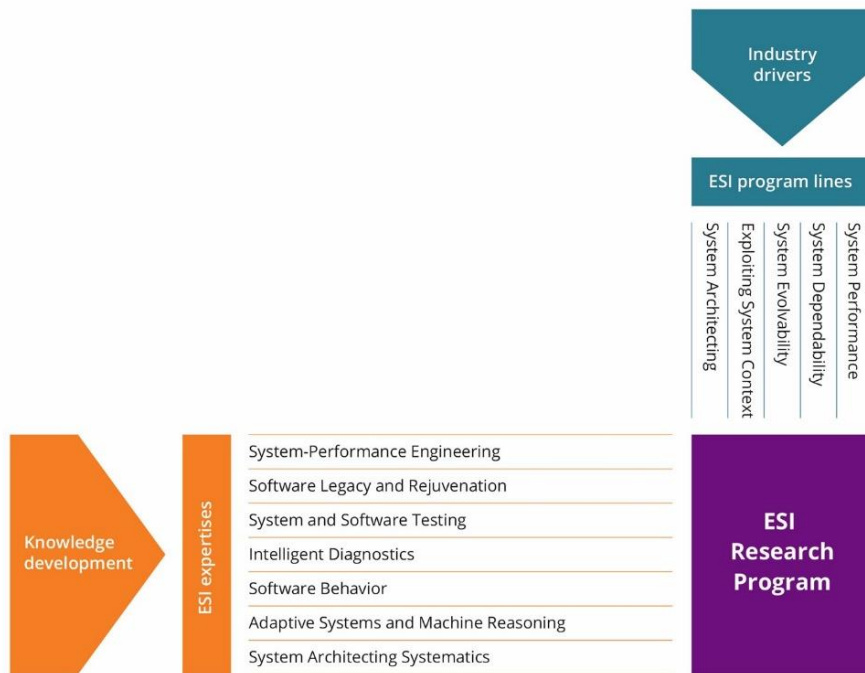 Industry
drivers
ESI program lines
System Architecting
Exploiting System Context
System Evolvability
System Dependability
System Performance
Knowledge
development
ESI expertises
System-Performance Engineering
Software Legacy and Rejuvenation
System and Software Testing
Intelligent Diagnostics
Software Behavior
Adaptive Systems and Machine Reasoning
System Architecting Systematics
ESI
Research
Program